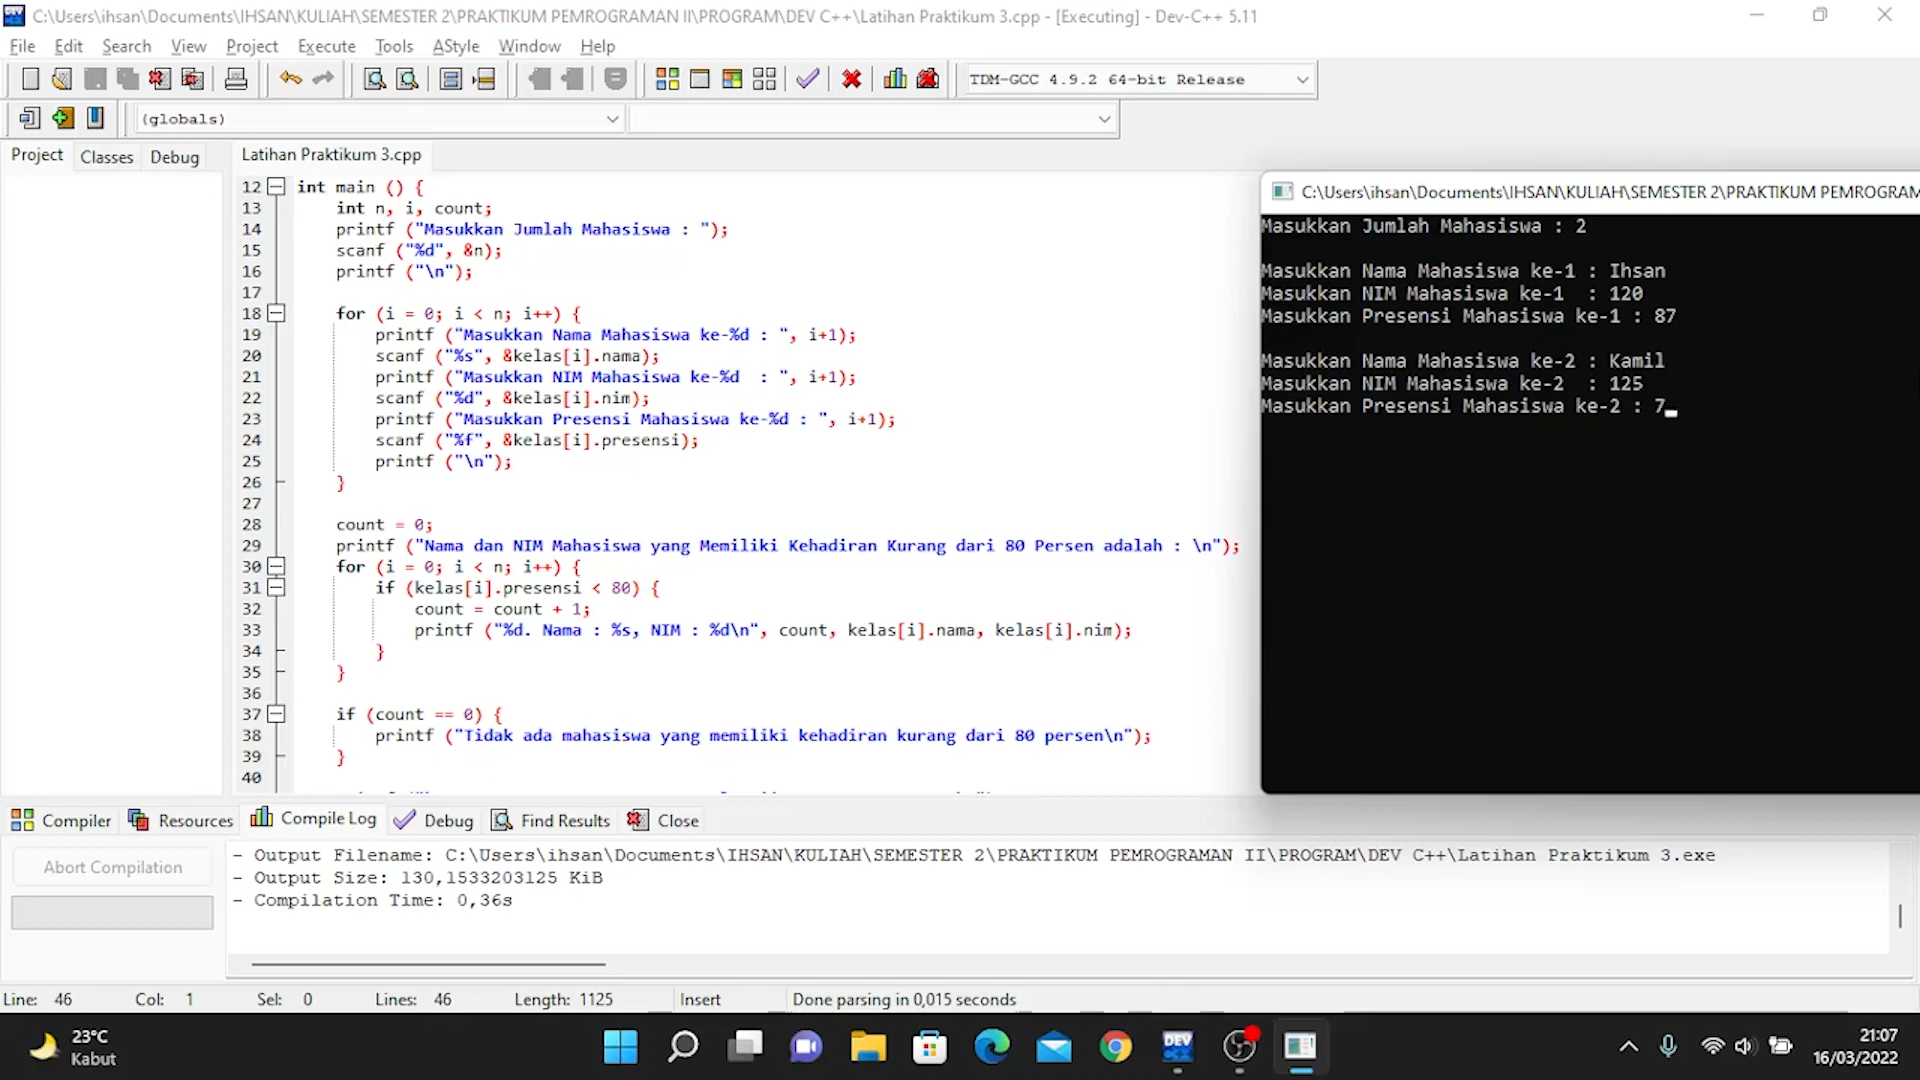 C:\Users\ihsan\Documents\IHSAN\KULIAH\SEMESTER 2\PRAKTIKUM PEMROGRAMAN II\PROGRAM\DEV C++\Latihan Praktikum 3.cpp - [Executing] - Dev-C++ 5.11
File Edit Search View Project Execute Tools AStyle Window Help
TDM-GCC 4.9.2 64-bit Release
(globals)
Project Classes Debug
Latihan Praktikum 3.cpp
12 int main () {
13 int n, i, count;
14 printf ("Masukkan Jumlah Mahasiswa : ");
15 scanf ("%d", &n);
16 printf ("\n");
17
18 for (i = 0; i < n; i++) {
19 printf ("Masukkan Nama Mahasiswa ke-%d : ", i+1);
20 scanf ("%s", &kelas[i].nama);
21 printf ("Masukkan NIM Mahasiswa ke-%d  : ", i+1);
22 scanf ("%d", &kelas[i].nim);
23 printf ("Masukkan Presensi Mahasiswa ke-%d : ", i+1);
24 scanf ("%f", &kelas[i].presensi);
25 printf ("\n");
26 }
27
28 count = 0;
29 printf ("Nama dan NIM Mahasiswa yang Memiliki Kehadiran Kurang dari 80 Persen adalah : \n");
30 for (i = 0; i < n; i++) {
31 if (kelas[i].presensi < 80) {
32 count = count + 1;
33 printf ("%d. Nama : %s, NIM : %d\n", count, kelas[i].nama, kelas[i].nim);
34 }
35 }
36
37 if (count == 0) {
38 printf ("Tidak ada mahasiswa yang memiliki kehadiran kurang dari 80 persen\n");
39 }
40
C:\Users\ihsan\Documents\IHSAN\KULIAH\SEMESTER 2\PRAKTIKUM PEMROGRAM
Masukkan Jumlah Mahasiswa : 2
Masukkan Nama Mahasiswa ke-1 : Ihsan
Masukkan NIM Mahasiswa ke-1  : 120
Masukkan Presensi Mahasiswa ke-1 : 87
Masukkan Nama Mahasiswa ke-2 : Kamil
Masukkan NIM Mahasiswa ke-2  : 125
Masukkan Presensi Mahasiswa ke-2 : 7
Compiler Resources Compile Log Debug Find Results Close
Abort Compilation
- Output Filename: C:\Users\ihsan\Documents\IHSAN\KULIAH\SEMESTER 2\PRAKTIKUM PEMROGRAMAN II\PROGRAM\DEV C++\Latihan Praktikum 3.exe
- Output Size: 130,1533203125 KiB
- Compilation Time: 0,36s
Line: 46 Col: 1 Sel: 0 Lines: 46 Length: 1125 Insert Done parsing in 0,015 seconds
23°C
Kabut
DEV
21:07
16/03/2022